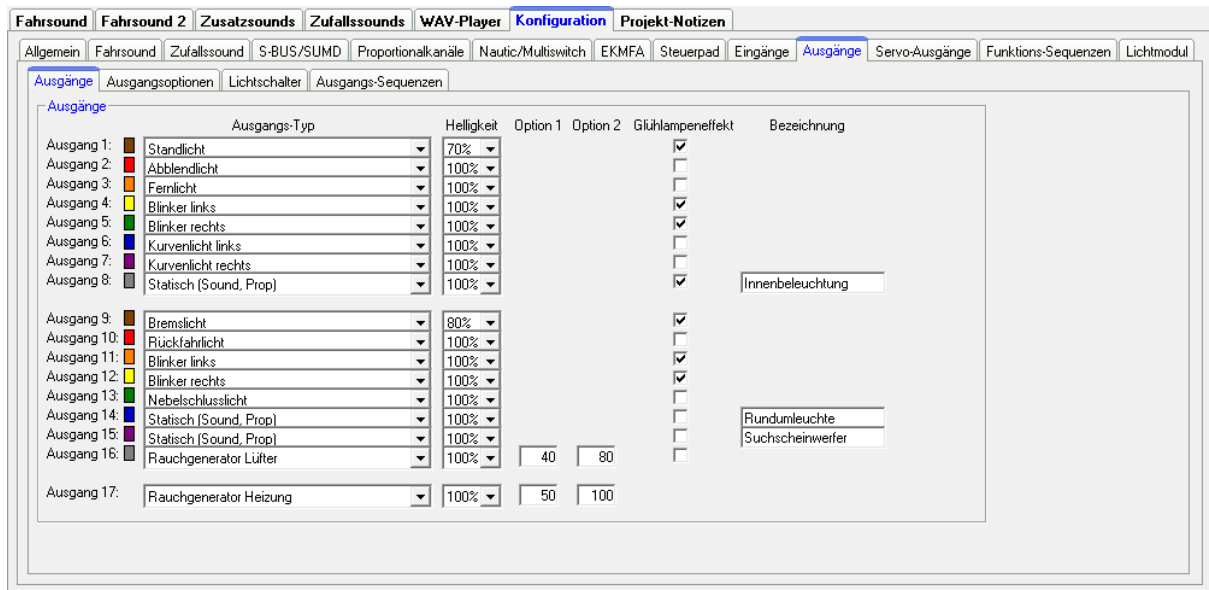 Fahrsound Fahrsound 2 Zusatzsounds Zufallssounds WAV-Player Konfiguration Projekt-Notizen
Allgemein Fahrsound Zufallssound S-BUS/SUMD Proportionalkanäle Nautic/Multiswitch EKMFA Steuerpad Eingänge Ausgänge Servo-Ausgänge Funktions-Sequenzen Lichtmodul
Ausgänge Ausgangsoptionen Lichtschalter Ausgangs-Sequenzen
Ausgänge
Ausgangs-Typ Helligkeit Option 1 Option 2 Glühlampeneffekt Bezeichnung
Ausgang 1: Standlicht 70%
Ausgang 2: Abblendlicht 100%
Ausgang 3: Fernlicht 100%
Ausgang 4: Blinker links 100%
Ausgang 5: Blinker rechts 100%
Ausgang 6: Kurvenlicht links 100%
Ausgang 7: Kurvenlicht rechts 100%
Ausgang 8: Statisch (Sound, Prop) 100% Innenbeleuchtung
Ausgang 9: Bremslicht 80%
Ausgang 10: Rückfahrlicht 100%
Ausgang 11: Blinker links 100%
Ausgang 12: Blinker rechts 100%
Ausgang 13: Nebelschlusslicht 100%
Ausgang 14: Statisch (Sound, Prop) 100% Rundumleuchte
Ausgang 15: Statisch (Sound, Prop) 100% Suchscheinwerfer
Ausgang 16: Rauchgenerator Lüfter 100% 40 80
Ausgang 17: Rauchgenerator Heizung 100% 50 100